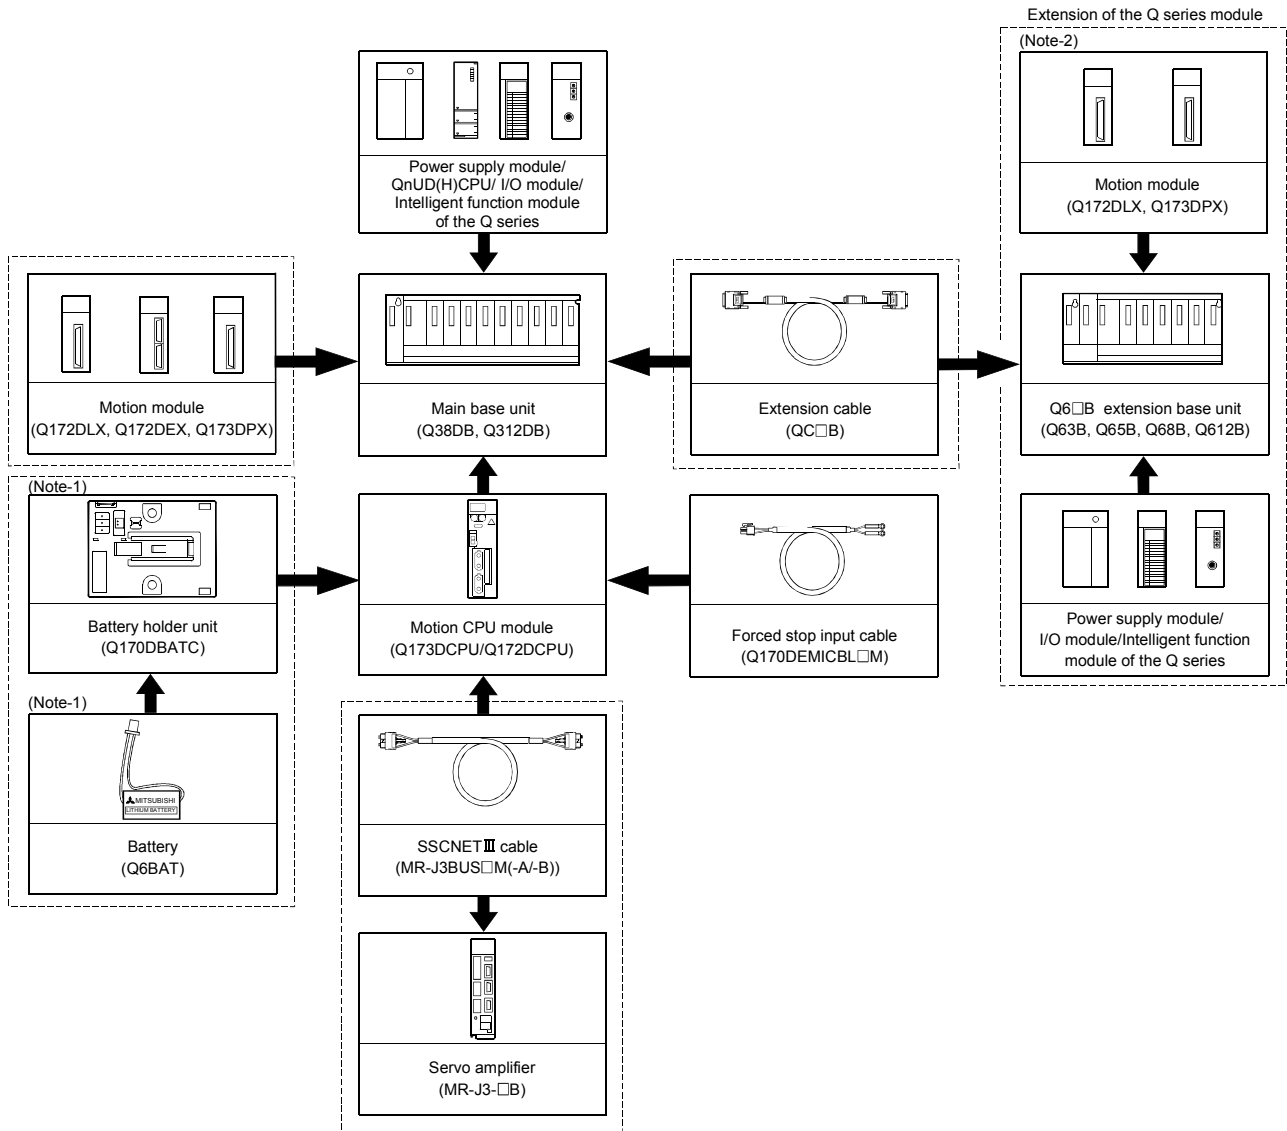 Extension of the Q series module
(Note-2)
Power supply module/
QnUD(H)CPU/ I/O module/
Intelligent function module
of the Q series
Motion module
(Q172DLX, Q173DPX)
Motion module
(Q172DLX, Q172DEX, Q173DPX)
Main base unit
(Q38DB, Q312DB)
Extension cable
(QC□B)
Q6□B extension base unit
(Q63B, Q65B, Q68B, Q612B)
(Note-1)
Battery holder unit
(Q170DBATC)
Motion CPU module
(Q173DCPU/Q172DCPU)
Forced stop input cable
(Q170DEMICBL□M)
Power supply module/
I/O module/Intelligent function
module of the Q series
(Note-1)
MITSUBISHI
LITHIUM BATTERY
Battery
(Q6BAT)
SSCNETⅢ cable
(MR-J3BUS□M(-A/-B))
Servo amplifier
(MR-J3-□B)